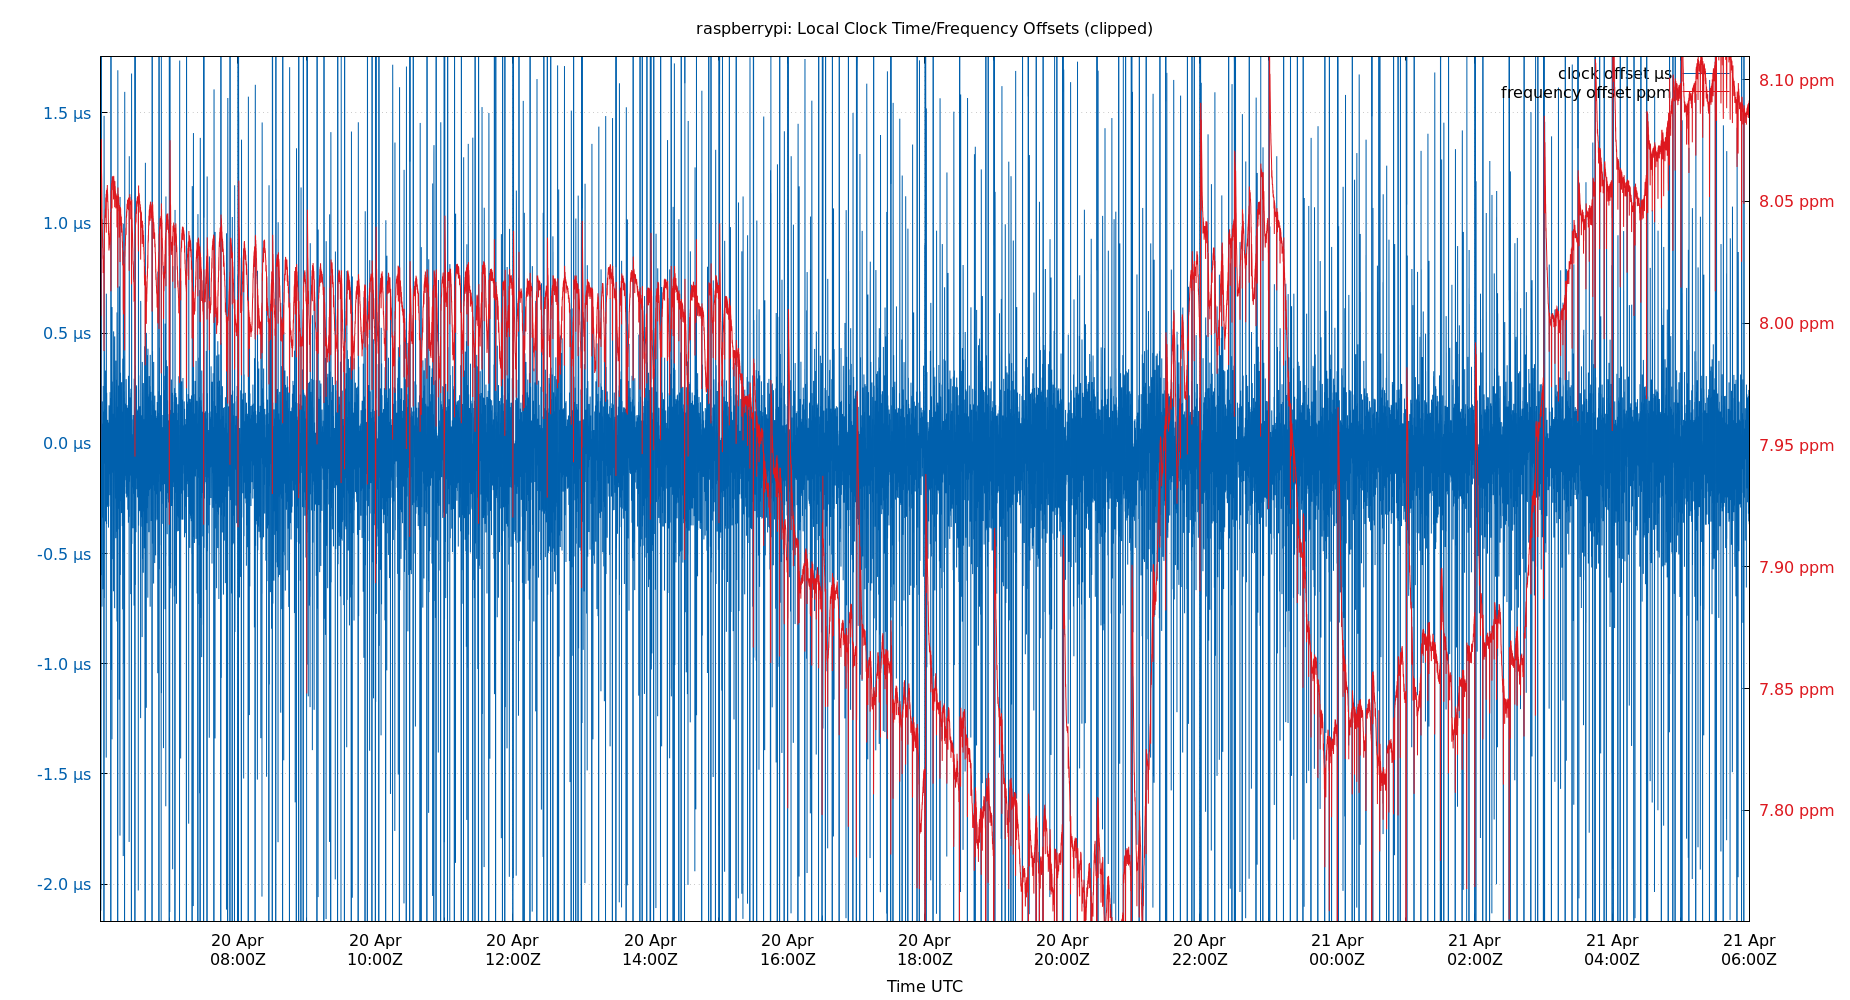 raspberrypi: Local Clock Time/Frequency Offsets (clipped)
clock offset µs
frequency offset ppm
1.5 µs
1.0 µs
0.5 µs
0.0 µs
-0.5 µs
-1.0 µs
-1.5 µs
-2.0 µs
8.10 ppm
8.05 ppm
8.00 ppm
7.95 ppm
7.90 ppm
7.85 ppm
7.80 ppm
20 Apr 20 Apr 20 Apr 20 Apr 20 Apr 20 Apr 20 Apr 20 Apr 21 Apr 21 Apr 21 Apr 21 Apr
08:00Z 10:00Z 12:00Z 14:00Z 16:00Z 18:00Z 20:00Z 22:00Z 00:00Z 02:00Z 04:00Z 06:00Z
Time UTC